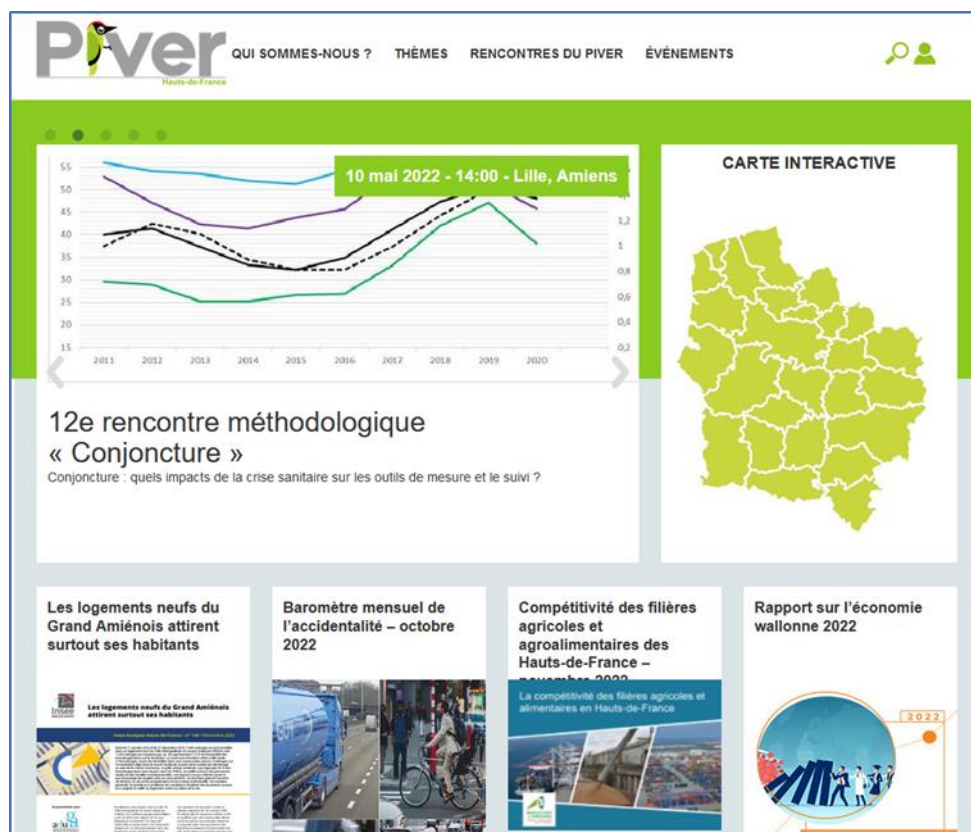 Piver
Hauts-de-France
QUI SOMMES-NOUS ? THÈMES RENCONTRES DU PIVER ÉVÉNEMENTS
10 mai 2022 - 14:00 - Lille, Amiens
55
50
45
40
35
30
25
20
15
1,2
1
0,8
0,6
0,4
0,2
2011 2012 2013 2014 2015 2016 2017 2018 2019 2020
12e rencontre méthodologique
« Conjoncture »
Conjoncture : quels impacts de la crise sanitaire sur les outils de mesure et le suivi ?
CARTE INTERACTIVE
Les logements neufs du
Grand Amiénois attirent
surtout ses habitants
Insee
Les logements neufs du Grand Amiénois
attirent surtout ses habitants
Baromètre mensuel de
l’accidentalité – octobre
2022
Compétitivité des filières
agricoles et
agroalimentaires des
Hauts-de-France –
novembre 2022
La compétitivité des filières agricoles et
alimentaires en Hauts-de-France
Rapport sur l’économie
wallonne 2022
2022